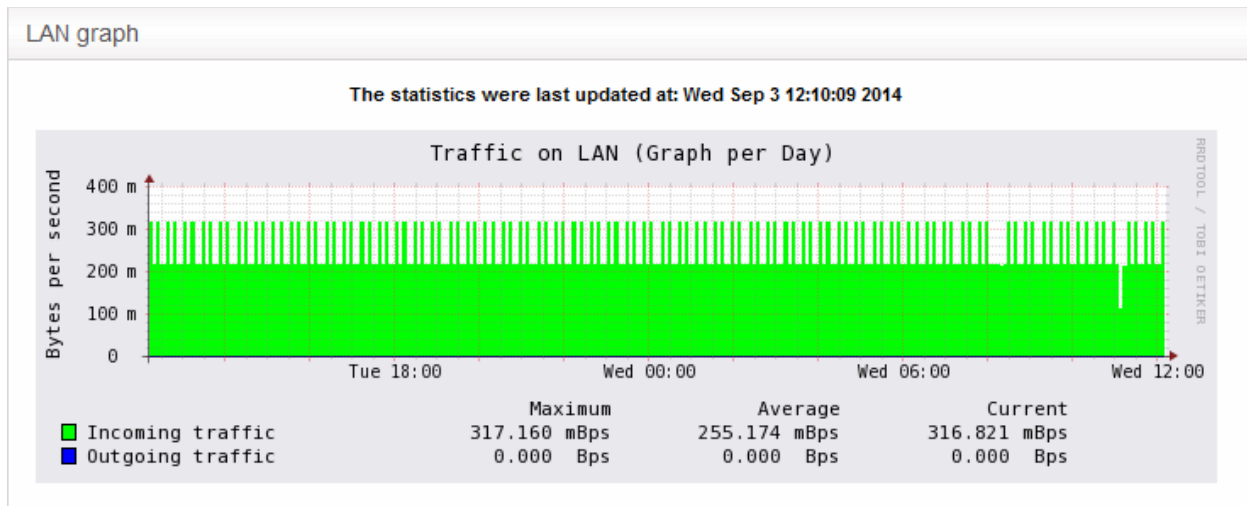 LAN graph
The statistics were last updated at: Wed Sep 3 12:10:09 2014
Traffic on LAN (Graph per Day)
RRDTOOL / TOBI OETIKER
Bytes per second
400 m
300 m
200 m
100 m
0
Tue 18:00 Wed 00:00 Wed 06:00 Wed 12:00
Maximum Average Current
Incoming traffic 317.160 mBps 255.174 mBps 316.821 mBps
Outgoing traffic 0.000 Bps 0.000 Bps 0.000 Bps